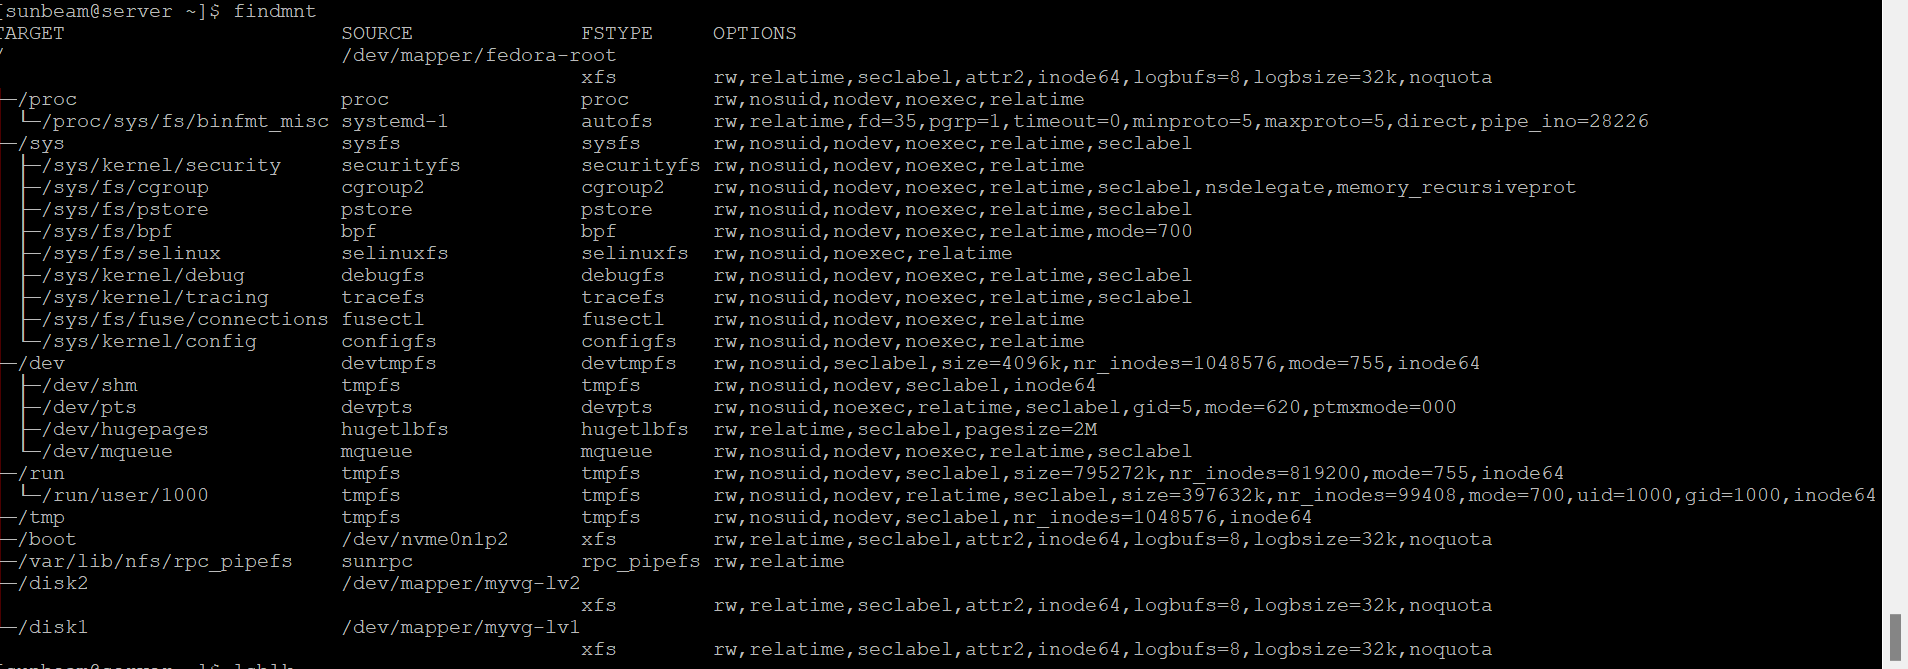 [sunbeam@server ~]$ findmnt
TARGET SOURCE FSTYPE OPTIONS
/ /dev/mapper/fedora-root
xfs rw,relatime,seclabel,attr2,inode64,logbufs=8,logbsize=32k,noquota
─/proc proc proc rw,nosuid,nodev,noexec,relatime
└─/proc/sys/fs/binfmt_misc systemd-1 autofs rw,relatime,fd=35,pgrp=1,timeout=0,minproto=5,maxproto=5,direct,pipe_ino=28226
─/sys sysfs sysfs rw,nosuid,nodev,noexec,relatime,seclabel
├─/sys/kernel/security securityfs securityfs rw,nosuid,nodev,noexec,relatime
├─/sys/fs/cgroup cgroup2 cgroup2 rw,nosuid,nodev,noexec,relatime,seclabel,nsdelegate,memory_recursiveprot
├─/sys/fs/pstore pstore pstore rw,nosuid,nodev,noexec,relatime,seclabel
├─/sys/fs/bpf bpf bpf rw,nosuid,nodev,noexec,relatime,mode=700
├─/sys/fs/selinux selinuxfs selinuxfs rw,nosuid,noexec,relatime
├─/sys/kernel/debug debugfs debugfs rw,nosuid,nodev,noexec,relatime,seclabel
├─/sys/kernel/tracing tracefs tracefs rw,nosuid,nodev,noexec,relatime,seclabel
├─/sys/fs/fuse/connections fusectl fusectl rw,nosuid,nodev,noexec,relatime
└─/sys/kernel/config configfs configfs rw,nosuid,nodev,noexec,relatime
─/dev devtmpfs devtmpfs rw,nosuid,seclabel,size=4096k,nr_inodes=1048576,mode=755,inode64
├─/dev/shm tmpfs tmpfs rw,nosuid,nodev,seclabel,inode64
├─/dev/pts devpts devpts rw,nosuid,noexec,relatime,seclabel,gid=5,mode=620,ptmxmode=000
├─/dev/hugepages hugetlbfs hugetlbfs rw,relatime,seclabel,pagesize=2M
└─/dev/mqueue mqueue mqueue rw,nosuid,nodev,noexec,relatime,seclabel
─/run tmpfs tmpfs rw,nosuid,nodev,seclabel,size=795272k,nr_inodes=819200,mode=755,inode64
└─/run/user/1000 tmpfs tmpfs rw,nosuid,nodev,relatime,seclabel,size=397632k,nr_inodes=99408,mode=700,uid=1000,gid=1000,inode64
─/tmp tmpfs tmpfs rw,nosuid,nodev,seclabel,nr_inodes=1048576,inode64
─/boot /dev/nvme0n1p2 xfs rw,relatime,seclabel,attr2,inode64,logbufs=8,logbsize=32k,noquota
─/var/lib/nfs/rpc_pipefs sunrpc rpc_pipefs rw,relatime
─/disk2 /dev/mapper/myvg-lv2
xfs rw,relatime,seclabel,attr2,inode64,logbufs=8,logbsize=32k,noquota
─/disk1 /dev/mapper/myvg-lv1
xfs rw,relatime,seclabel,attr2,inode64,logbufs=8,logbsize=32k,noquota
[sunbeam@server ~]$ lsblk